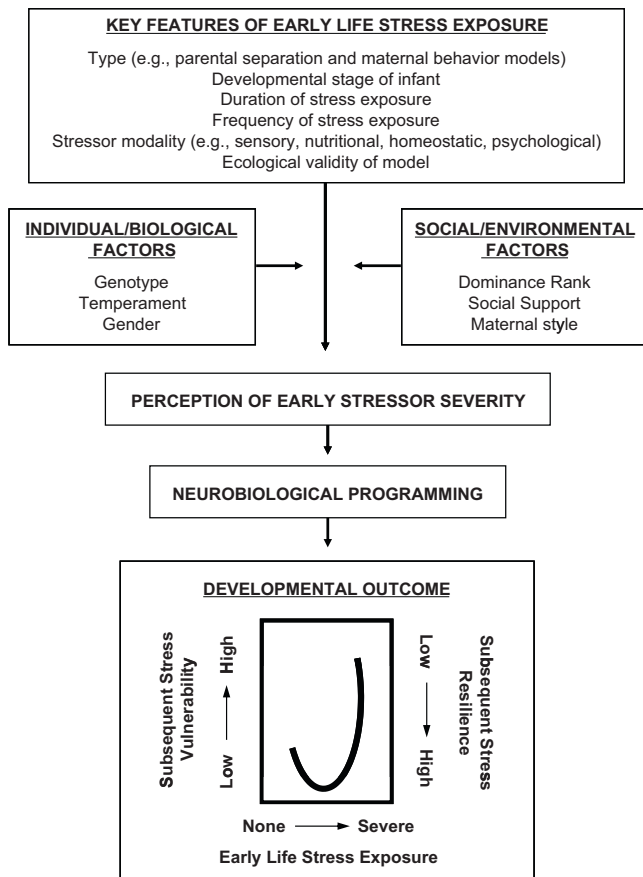 KEY FEATURES OF EARLY LIFE STRESS EXPOSURE
Type (e.g., parental separation and maternal behavior models)
Developmental stage of infant
Duration of stress exposure
Frequency of stress exposure
Stressor modality (e.g., sensory, nutritional, homeostatic, psychological)
Ecological validity of model
INDIVIDUAL/BIOLOGICAL
FACTORS
Genotype
Temperament
Gender
SOCIAL/ENVIRONMENTAL
FACTORS
Dominance Rank
Social Support
Maternal style
PERCEPTION OF EARLY STRESSOR SEVERITY
NEUROBIOLOGICAL PROGRAMMING
DEVELOPMENTAL OUTCOME
Subsequent Stress
Vulnerability
Low
High
Low
High
Subsequent Stress
Resilience
None
Severe
Early Life Stress Exposure